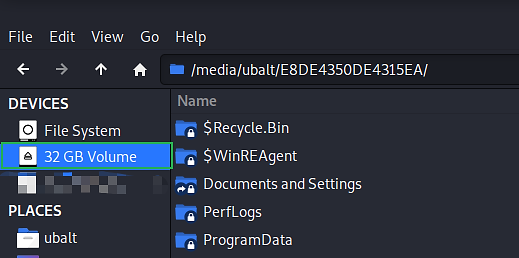 File Edit View Go Help
/media/ubalt/E8DE4350DE4315EA/
DEVICES
File System
32 GB Volume
PLACES
ubalt
Name
$Recycle.Bin
$WinREAgent
Documents and Settings
PerfLogs
ProgramData